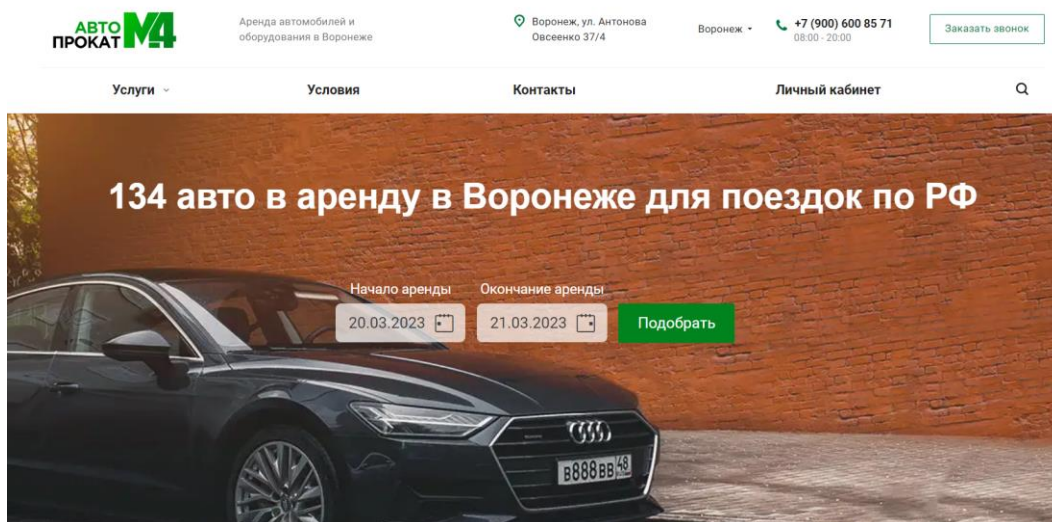 АВТО
ПРОКАТ М4
Аренда автомобилей и
оборудования в Воронеже
Воронеж, ул. Антонова
Овсеенко 37/4
Воронеж
+7 (900) 600 85 71
08:00 - 20:00
Заказать звонок
Услуги
Условия
Контакты
Личный кабинет
134 авто в аренду в Воронеже для поездок по РФ
Начало аренды
Окончание аренды
20.03.2023
21.03.2023
Подобрать
В888ВВ 48